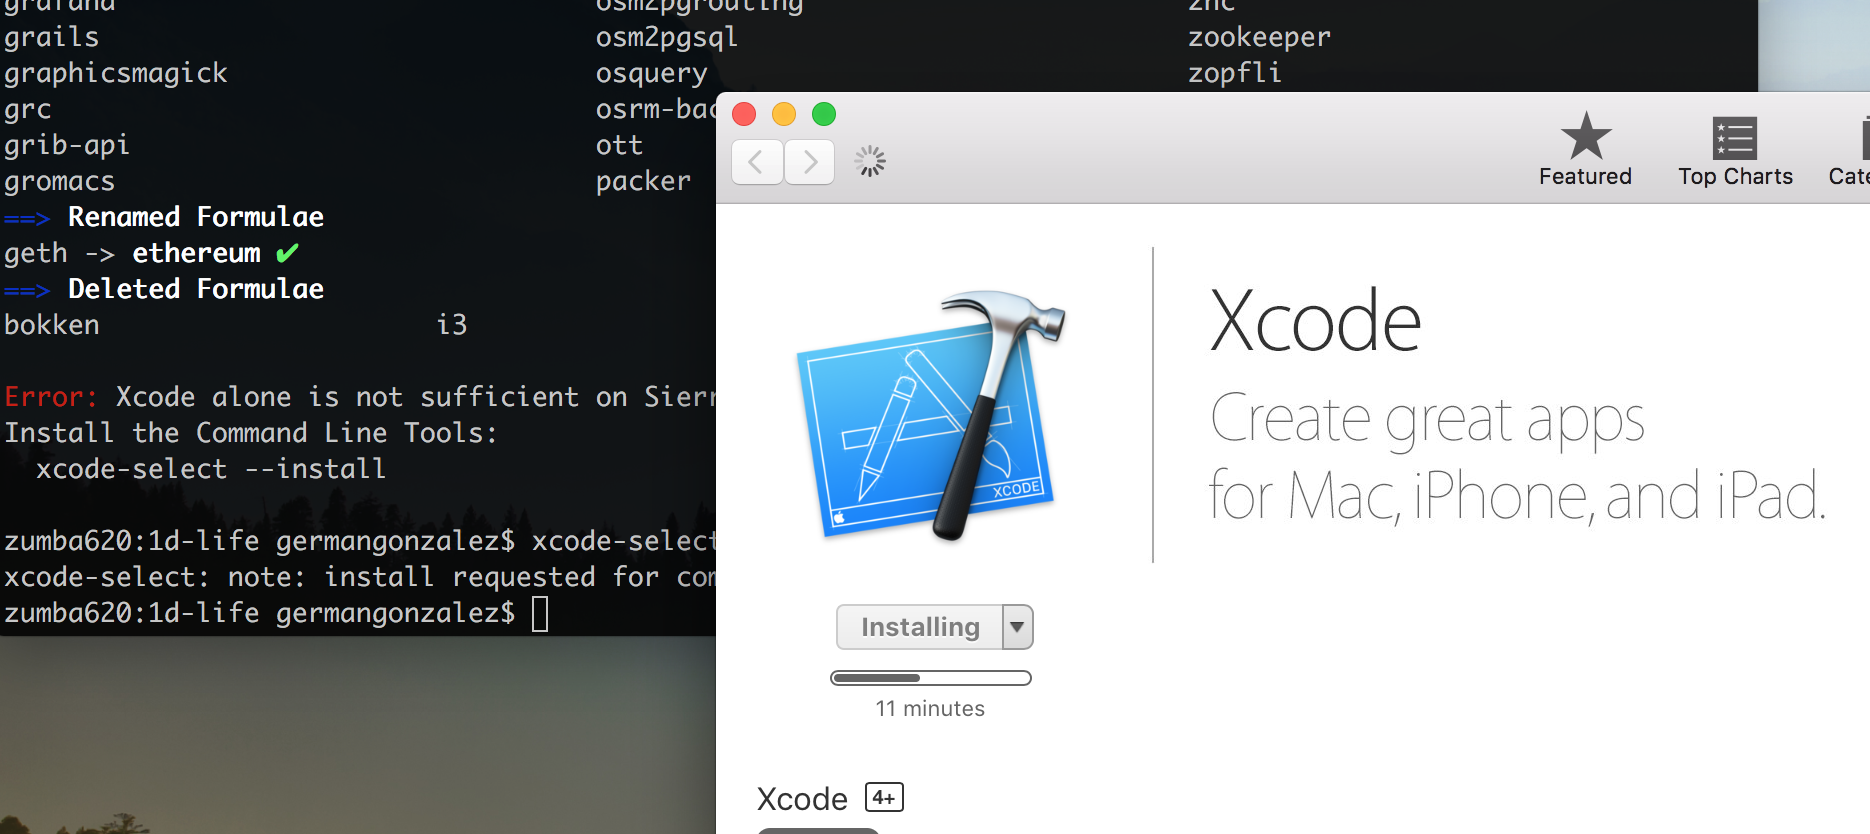 grafana osm2pgrouting znc
grails osm2pgsql zookeeper
graphicsmagick osquery zopfli
grc osrm-bac
grib-api ott
gromacs packer
==> Renamed Formulae
geth -> ethereum ✔
==> Deleted Formulae
bokken i3
Error: Xcode alone is not sufficient on Sierr
Install the Command Line Tools:
xcode-select --install
zumba620:1d-life germangonzalez$ xcode-select
xcode-select: note: install requested for com
zumba620:1d-life germangonzalez$
Featured Top Charts Cate
Xcode
Create great apps
for Mac, iPhone, and iPad.
XCODE
Installing
11 minutes
Xcode 4+